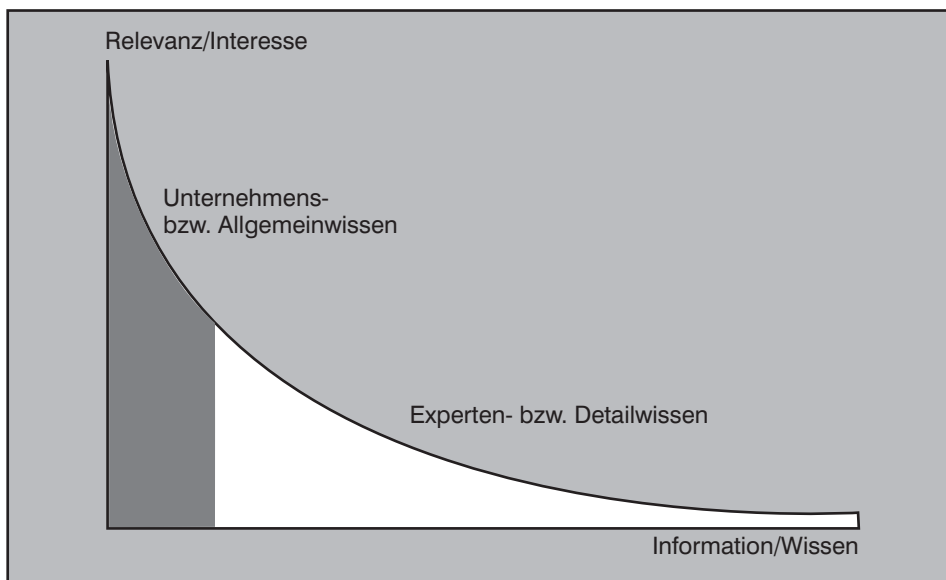 Relevanz/Interesse
Unternehmens-
bzw. Allgemeinwissen
Experten- bzw. Detailwissen
Information/Wissen